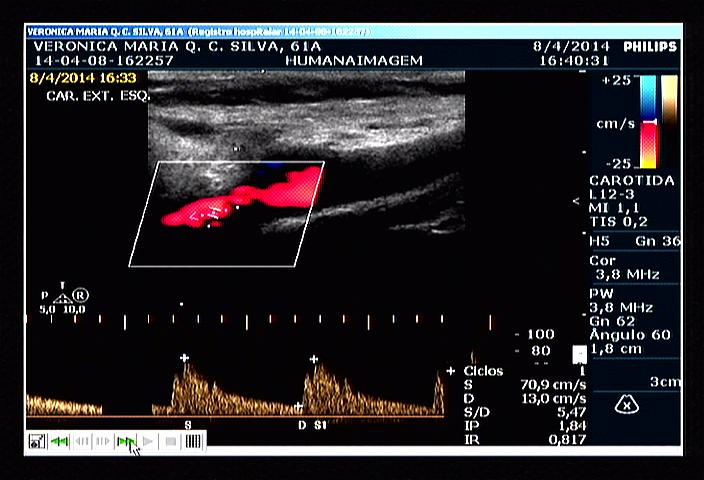 VERONICA MARIA Q. C. SILVA, 61A (Registro hospitalar 14-04-08-162257)
VERONICA MARIA Q. C. SILVA, 61A 8/4/2014 PHILIPS
14-04-08-162257 HUMANAIMAGEM 16:40:31
8/4/2014 16:33
CAR. EXT. ESQ.
+25
cm/s
-25
CAROTIDA
L12-3
MI 1,1
TIS 0,2
H5 Gn 36
Cor
3,8 MHz
PW
3,8 MHz
Gn 62
Ângulo 60
1,8 cm
3cm
T
P R
5,0 10,0
- 100
- 80
+ Ciclos 1
S 70,9 cm/s
D 13,0 cm/s
S/D 5,47
IP 1,84
IR 0,817
S D S1
X